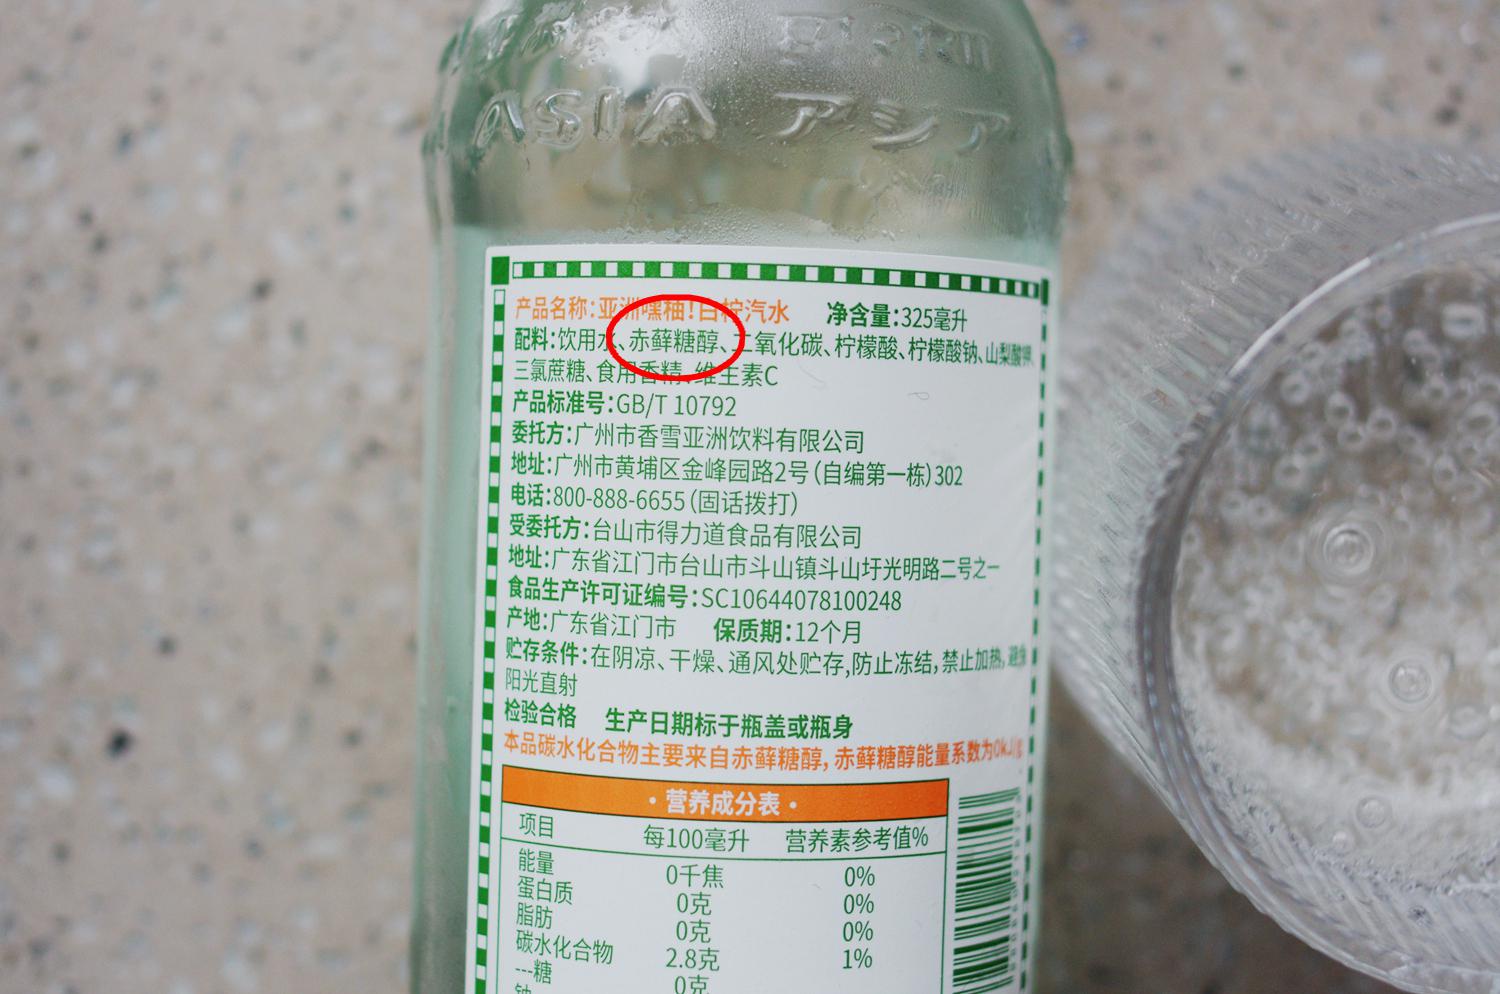 ASIA アジア
产品名称:亚洲嘿柚!白柠汽水 净含量:325毫升
配料:饮用水、赤藓糖醇、二氧化碳、柠檬酸、柠檬酸钠、山梨酸钾、
三氯蔗糖、食用香精、维生素C
产品标准号:GB/T 10792
委托方:广州市香雪亚洲饮料有限公司
地址:广州市黄埔区金峰园路2号(自编第一栋)302
电话:800-888-6655(固话拨打)
受委托方:台山市得力道食品有限公司
地址:广东省江门市台山市斗山镇斗山圩光明路二号之一
食品生产许可证编号:SC10644078100248
产地:广东省江门市 保质期:12个月
贮存条件:在阴凉、干燥、通风处贮存,防止冻结,禁止加热,避免
阳光直射
检验合格 生产日期标于瓶盖或瓶身
本品碳水化合物主要来自赤藓糖醇,赤藓糖醇能量系数为0kJ/g
·营养成分表·
项目 每100毫升 营养素参考值%
能量 0千焦 0%
蛋白质 0克 0%
脂肪 0克 0%
碳水化合物 2.8克 1%
---糖 0克